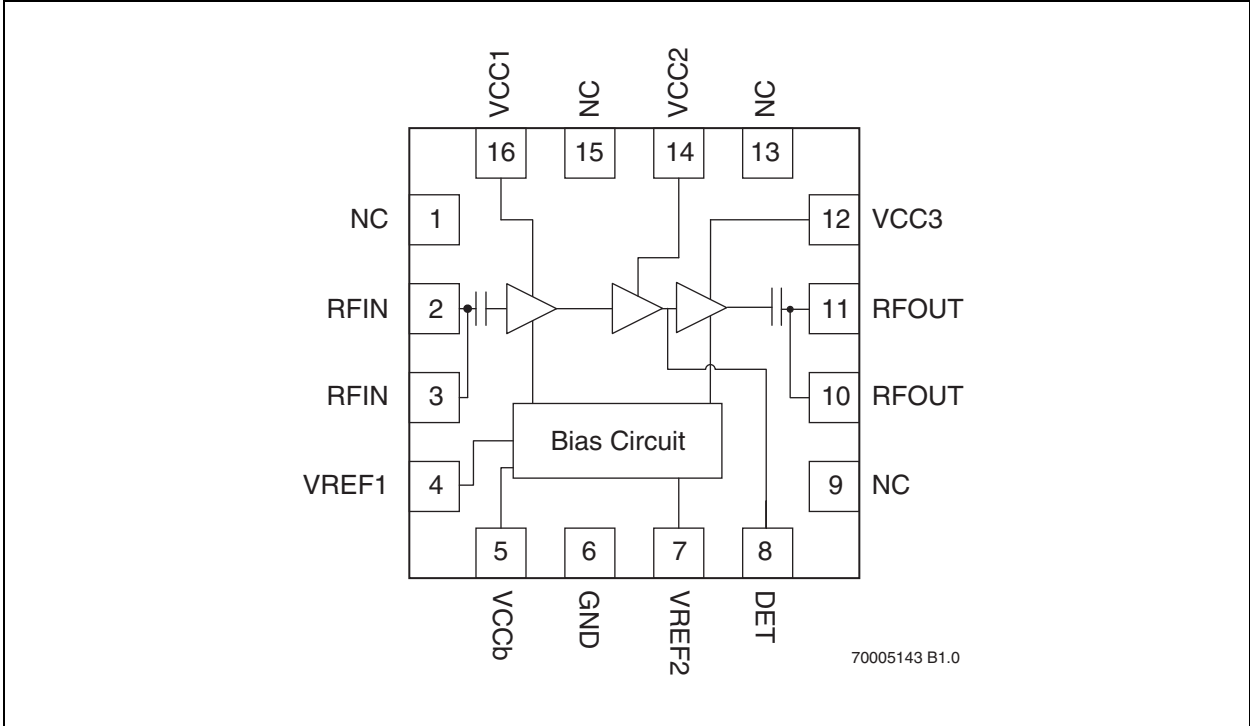 VCC1
NC
VCC2
NC
16
15
14
13
NC
1
12
VCC3
RFIN
2
11
RFOUT
RFIN
3
10
RFOUT
Bias Circuit
VREF1
4
9
NC
5
6
7
8
VCCb
GND
VREF2
DET
70005143 B1.0